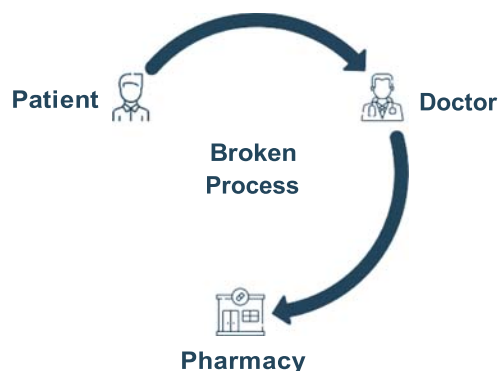 Patient
Doctor
Broken
Process
Pharmacy